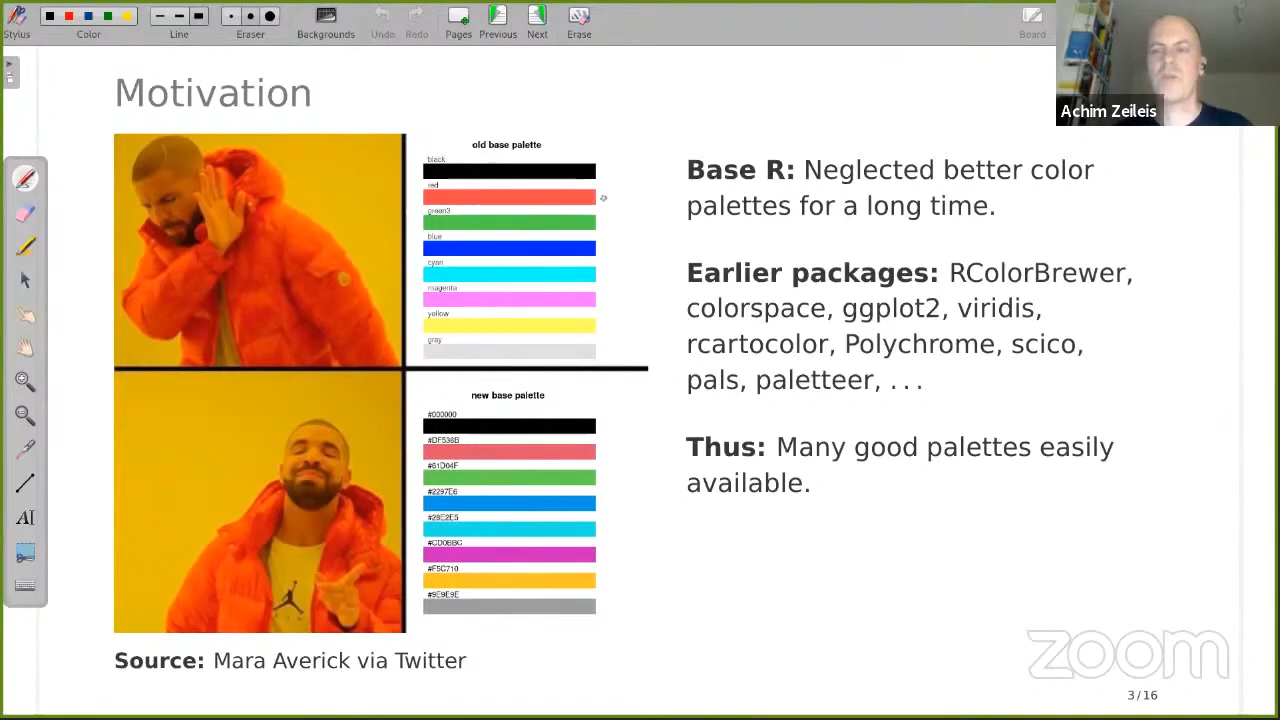 Stylus
Color
Line
Eraser
Backgrounds
Undo
Redo
Pages
Previous
Next
Erase
Board
Achim Zeileis
Motivation
old base palette
black
red
green3
blue
cyan
magenta
yellow
gray
new base palette
#000000
#DF536B
#61D04F
#2297E6
#28E2E5
#CD0BBC
#F5C710
#9E9E9E
Source: Mara Averick via Twitter
Base R: Neglected better color
palettes for a long time.
Earlier packages: RColorBrewer,
colorspace, ggplot2, viridis,
rcartocolor, Polychrome, scico,
pals, paletteer, ...
Thus: Many good palettes easily
available.
AI
zoom
3/16